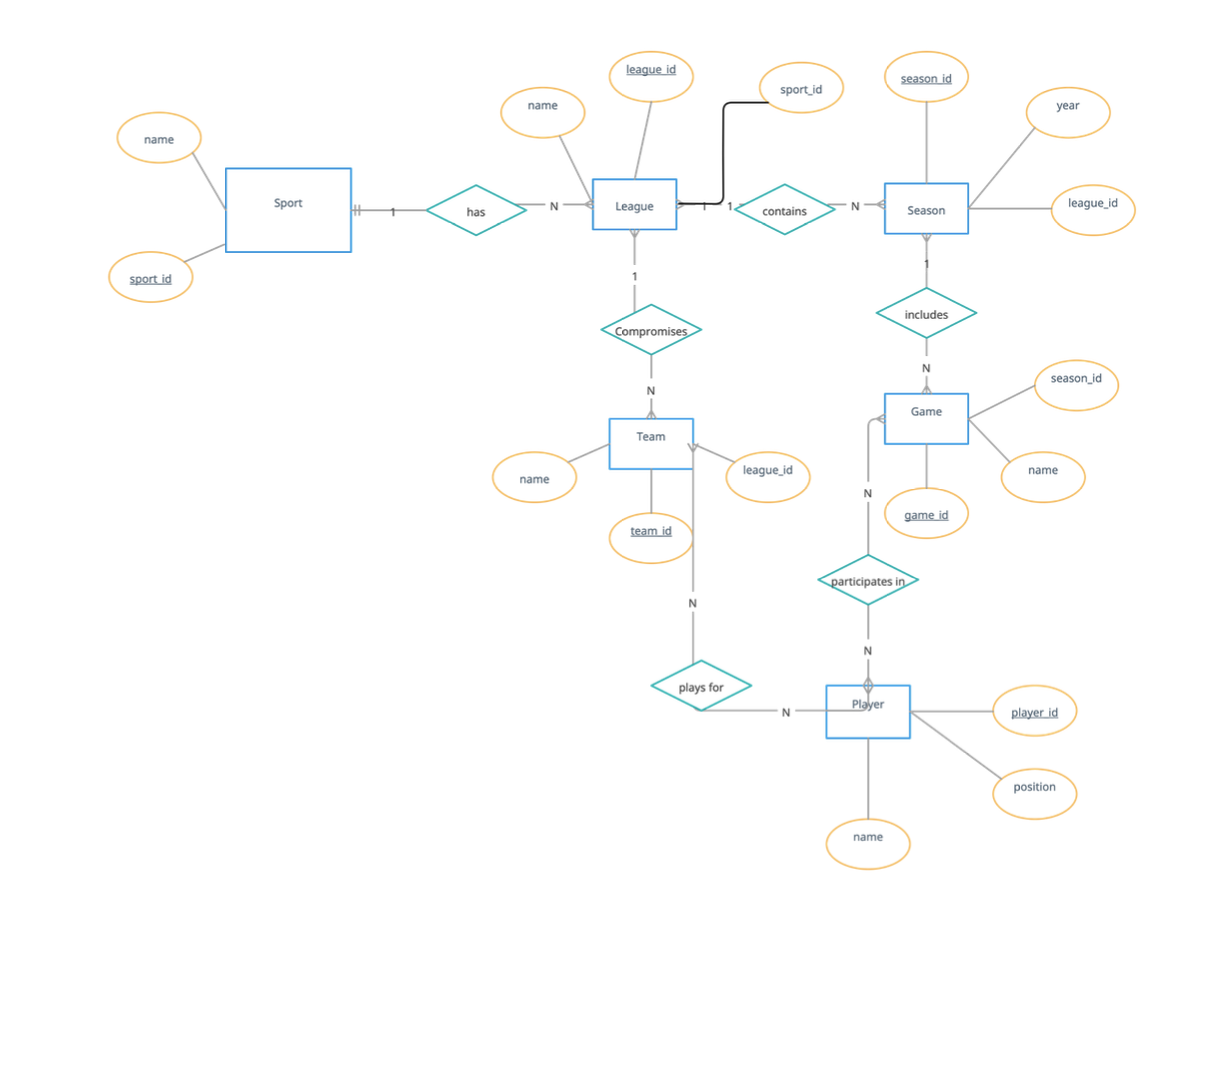 league_id
season_id
sport_id
name
year
name
Sport
League
Season
league_id
1
has
N
1
1
contains
N
sport_id
1
1
Compromises
includes
N
N
season_id
Team
Game
name
league_id
name
N
team_id
game_id
participates in
N
N
plays for
N
Player
player_id
position
name